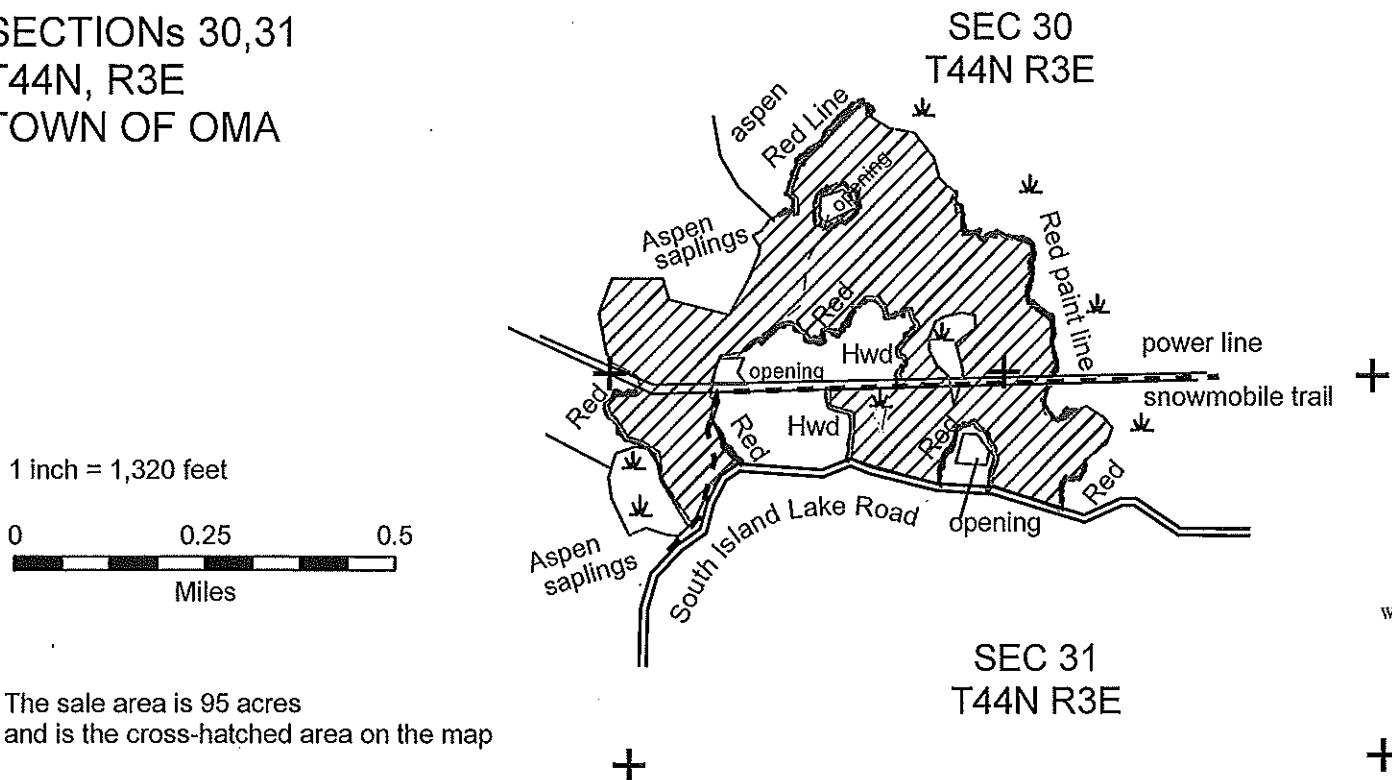 SECTIONs 30,31
T44N, R3E
TOWN OF OMA
SEC 30
T44N R3E
aspen
Red Line
opening
Aspen
saplings
Red paint line
Red
Hwd
opening
power line
snowmobile trail
Red
Red
Hwd
Red
Red
1 inch = 1,320 feet
0 0.25 0.5
Miles
South Island Lake Road
opening
Aspen
saplings
SEC 31
T44N R3E
The sale area is 95 acres
and is the cross-hatched area on the map